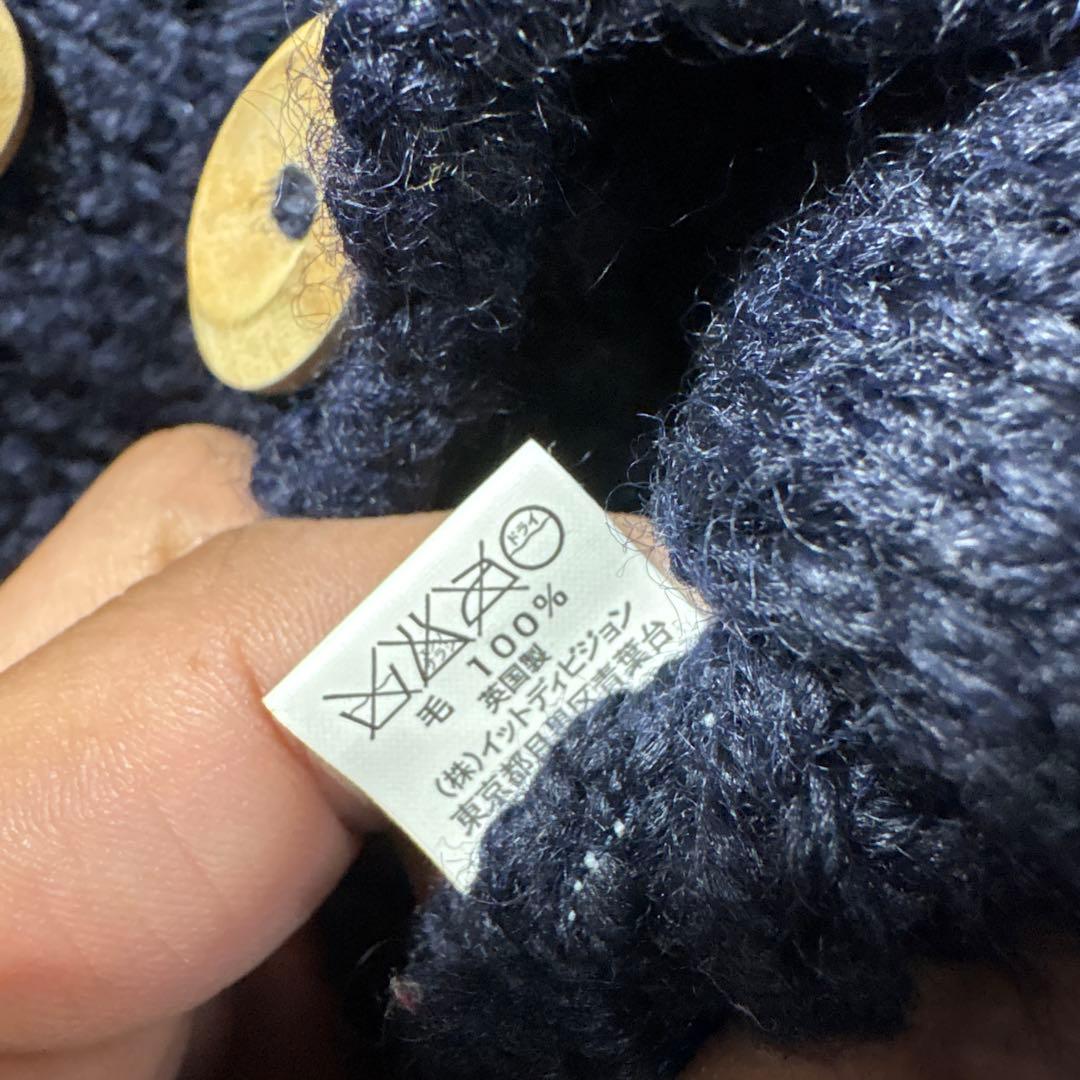 ドライ
毛 100%
英国製
(株)イットディビジョン
東京都目黒区青葉台